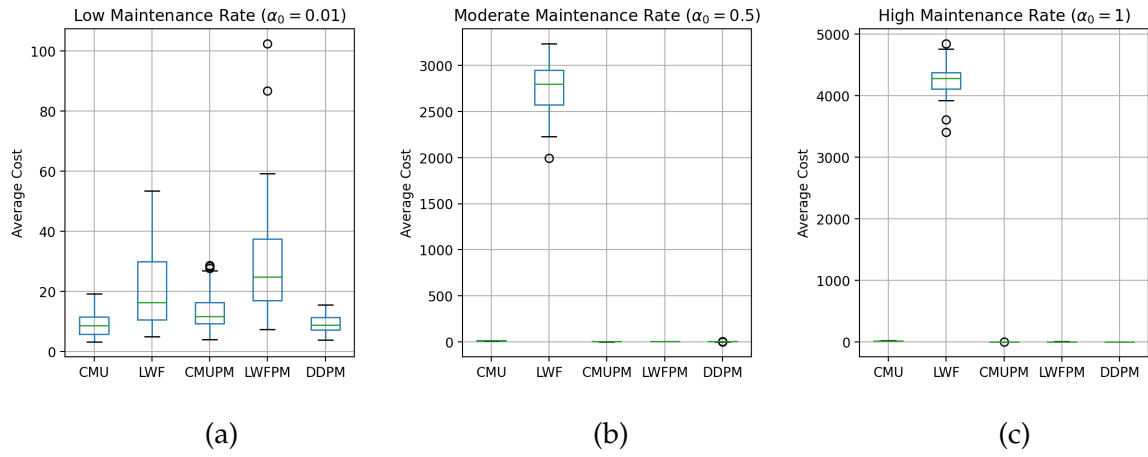 Low Maintenance Rate (α₀ = 0.01)
Average Cost
100
80
60
40
20
0
CMU LWF CMUPM LWFPM DDPM
(a)
Moderate Maintenance Rate (α₀ = 0.5)
Average Cost
3000
2500
2000
1500
1000
500
0
CMU LWF CMUPM LWFPM DDPM
(b)
High Maintenance Rate (α₀ = 1)
Average Cost
5000
4000
3000
2000
1000
0
CMU LWF CMUPM LWFPM DDPM
(c)